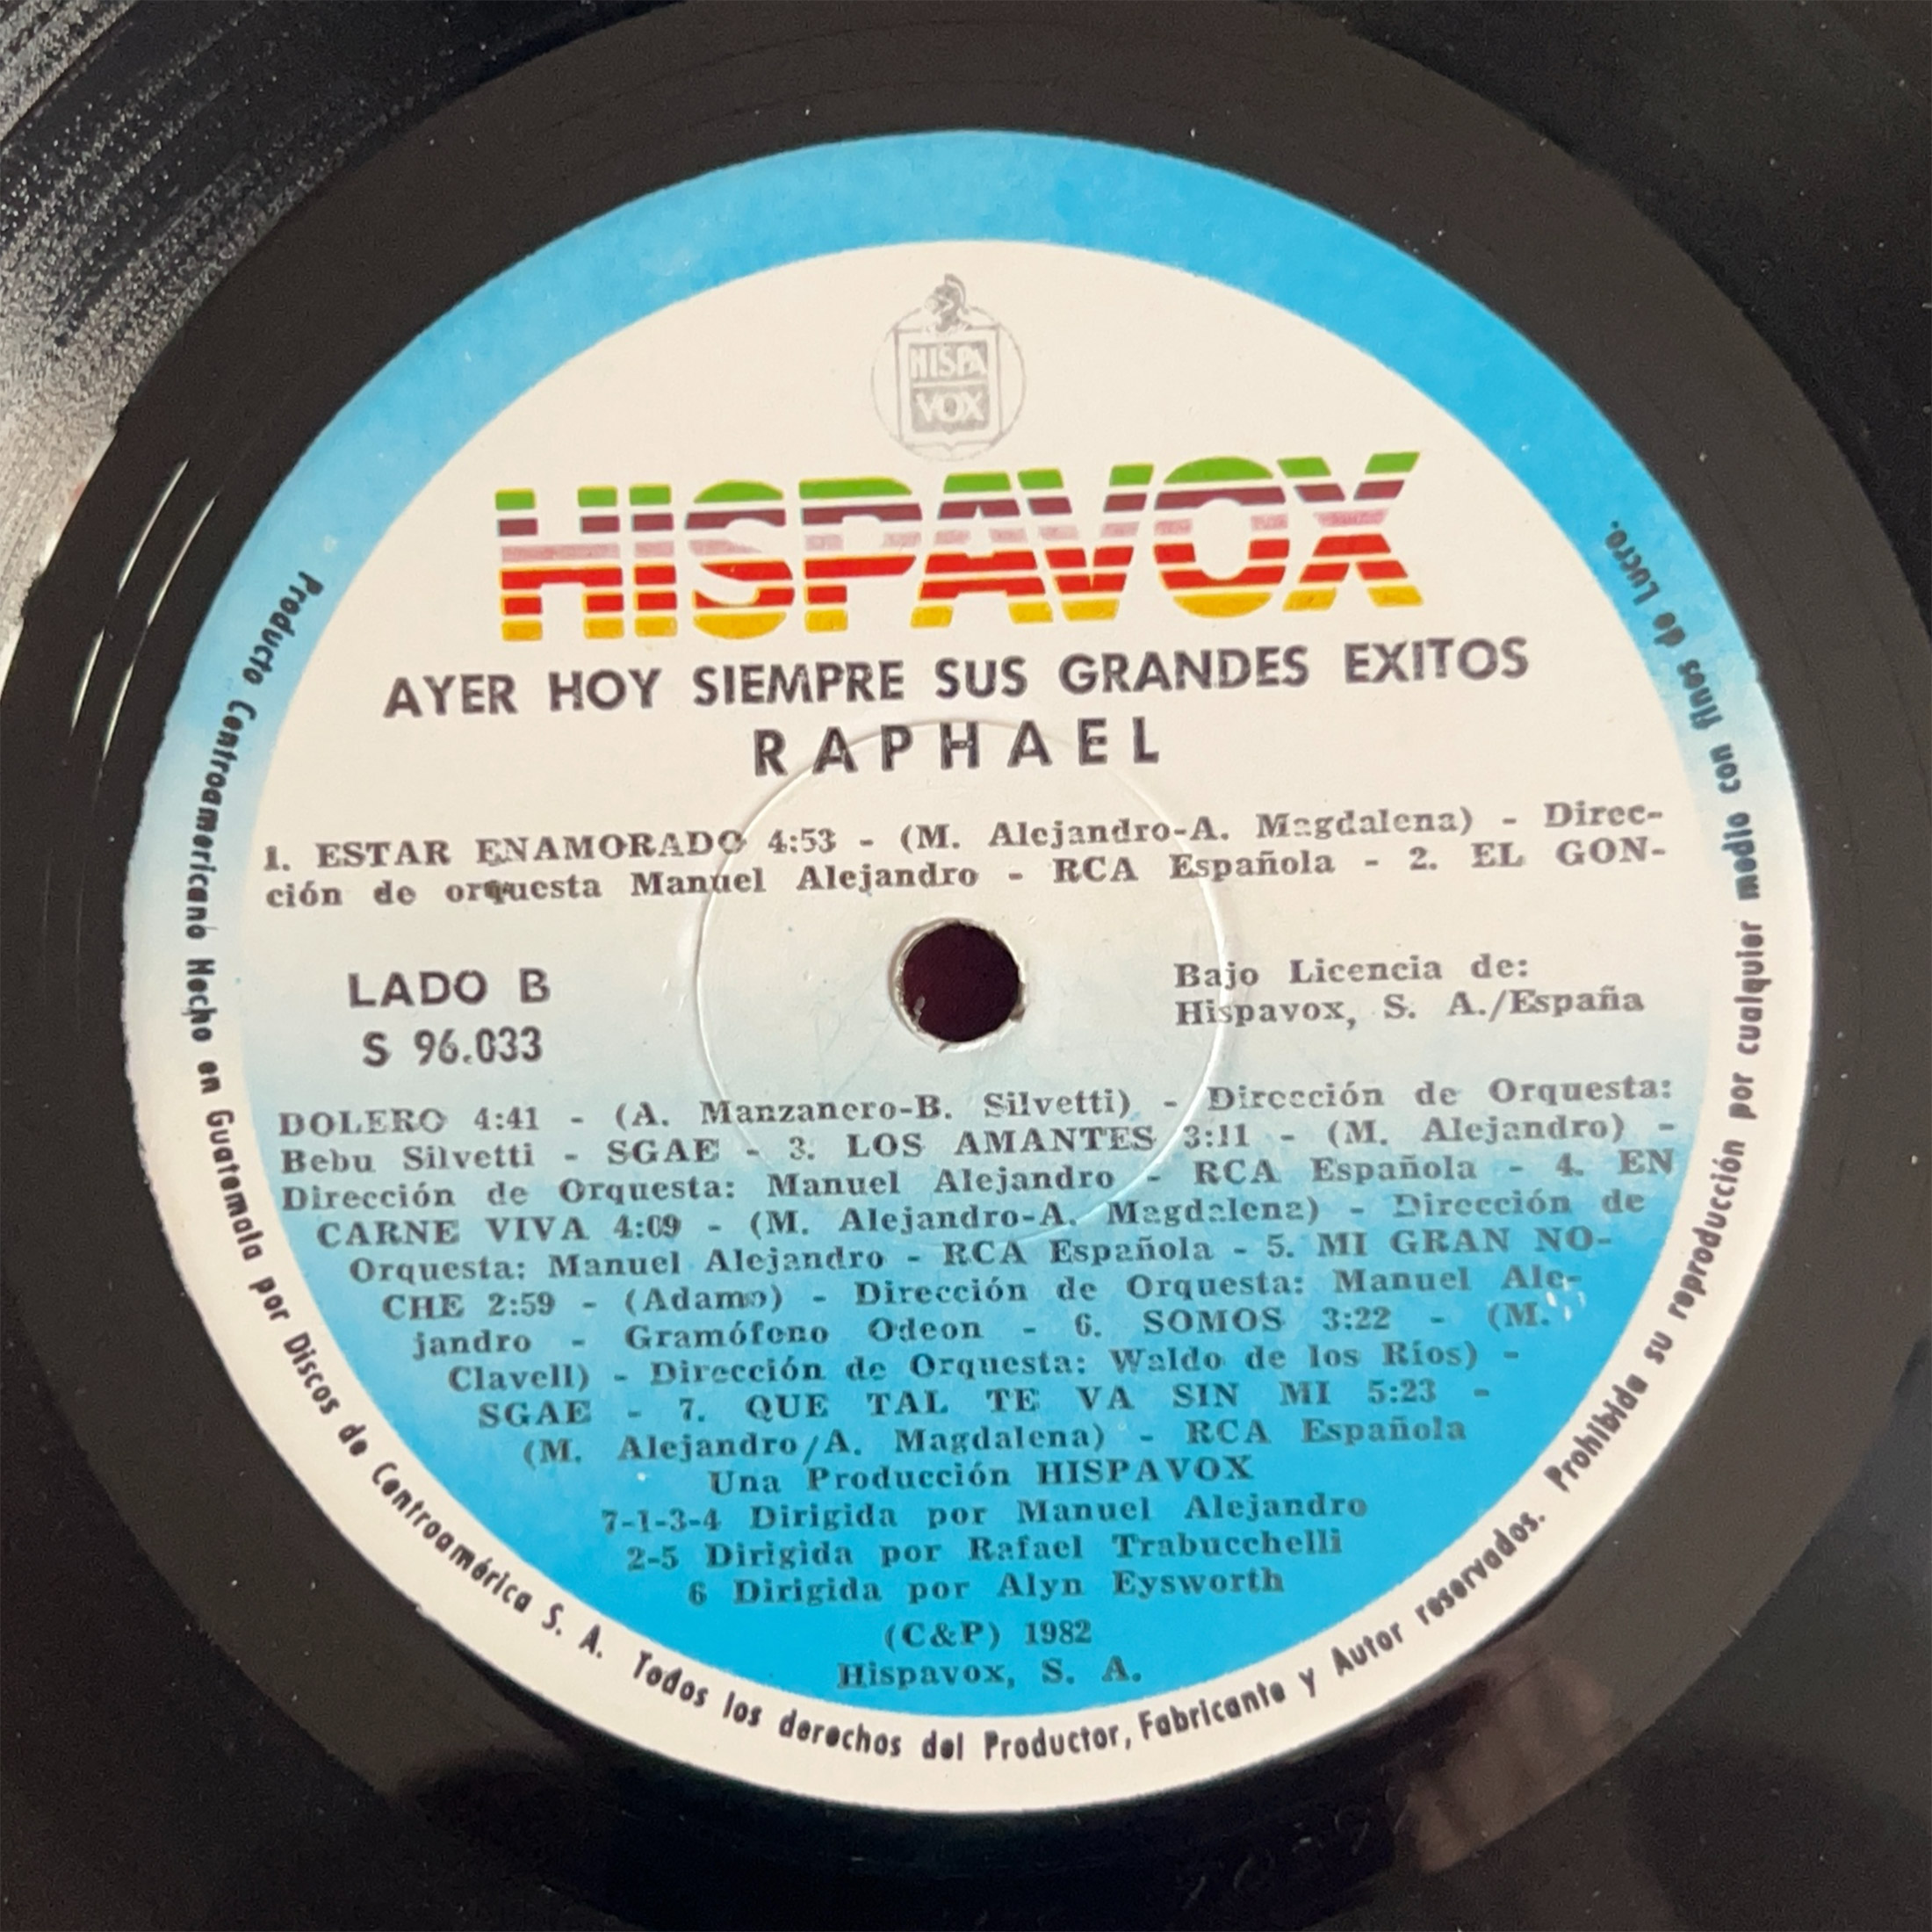 HISPA
VOX
HISPAVOX
AYER HOY SIEMPRE SUS GRANDES EXITOS
RAPHAEL
1. ESTAR ENAMORADO 4:53 - (M. Alejandro-A. Magdalena) - Direc-
ción de orquesta Manuel Alejandro - RCA Española - 2. EL GON-
LADO B
S 96.033
Bajo Licencia de:
Hispavox, S. A./España
DOLERO 4:41 - (A. Manzanero-B. Silvetti) - Dirección de Orquesta:
Bebu Silvetti - SGAE - 3. LOS AMANTES 3:11 - (M. Alejandro) -
Dirección de Orquesta: Manuel Alejandro - RCA Española - 4. EN
CARNE VIVA 4:09 - (M. Alejandro-A. Magdalena) - Dirección de
Orquesta: Manuel Alejandro - RCA Española - 5. MI GRAN NO-
CHE 2:59 - (Adamo) - Dirección de Orquesta: Manuel Ale-
jandro - Gramófono Odeon - 6. SOMOS 3:22 - (M.
Clavell) - Dirección de Orquesta: Waldo de los Ríos) -
SGAE - 7. QUE TAL TE VA SIN MI 5:23 -
(M. Alejandro/A. Magdalena) - RCA Española
Una Producción HISPAVOX
7-1-3-4 Dirigida por Manuel Alejandro
2-5 Dirigida por Rafael Trabucchelli
6 Dirigida por Alyn Eysworth
(C&P) 1982
Hispavox, S. A.
Producto Centroamericano Hecho en Guatemala por Discos de Centroamérica S. A. Todos los derechos del Productor, Fabricante y Autor reservados. Prohibida su reproducción por cualquier medio con fines de Lucro.